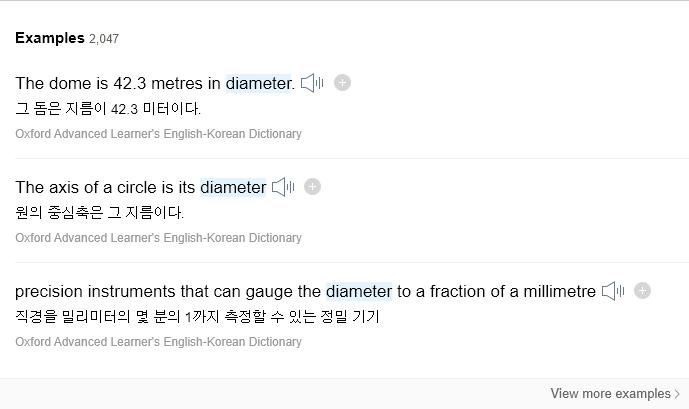 Examples 2,047
The dome is 42.3 metres in diameter.
그 돔은 지름이 42.3 미터이다.
Oxford Advanced Learner's English-Korean Dictionary
The axis of a circle is its diameter
원의 중심축은 그 지름이다.
Oxford Advanced Learner's English-Korean Dictionary
precision instruments that can gauge the diameter to a fraction of a millimetre
직경을 밀리미터의 몇 분의 1까지 측정할 수 있는 정밀 기기
Oxford Advanced Learner's English-Korean Dictionary
View more examples